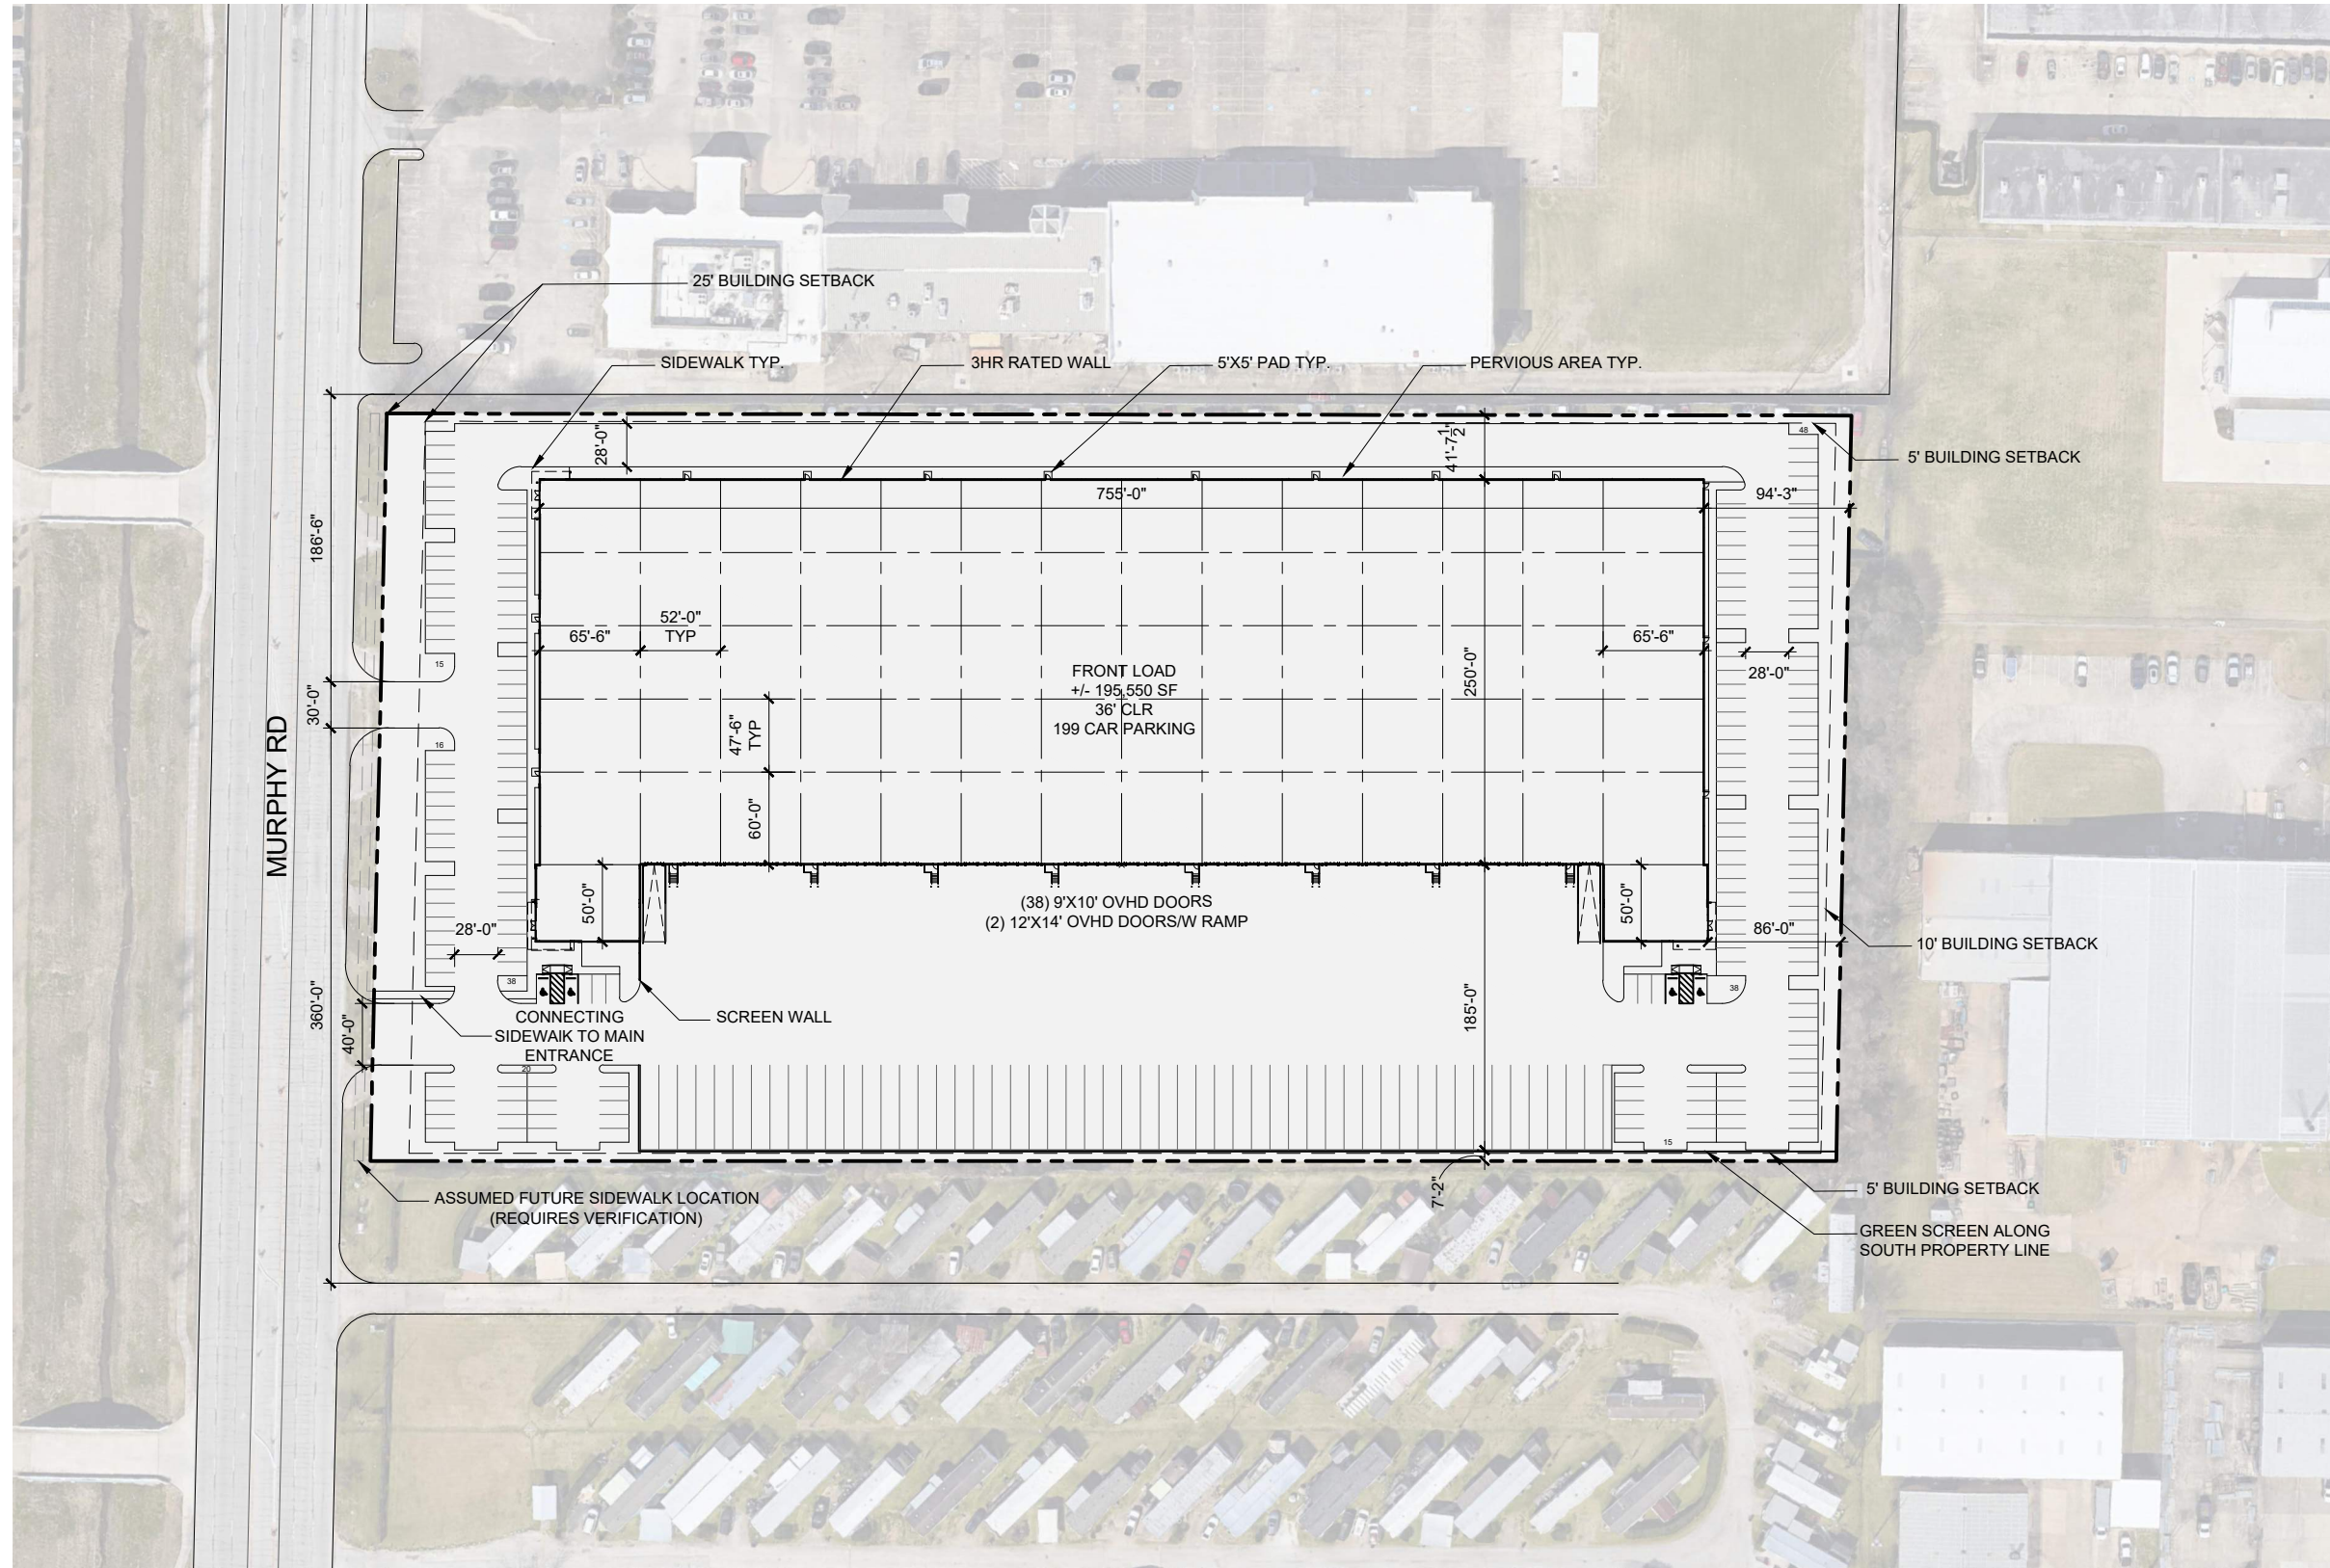 25' BUILDING SETBACK
SIDEWALK TYP.
3HR RATED WALL
5'X5' PAD TYP.
PERVIOUS AREA TYP.
28'-0"
41'-7 1/2"
48
5' BUILDING SETBACK
755'-0"
94'-3"
186'-6"
65'-6"
52'-0"
TYP
65'-6"
28'-0"
15
FRONT LOAD
+/- 195,550 SF
36' CLR
199 CAR PARKING
250'-0"
30'-0"
MURPHY RD
16
47'-6"
TYP
60'-0"
50'-0"
(38) 9'X10' OVHD DOORS
(2) 12'X14' OVHD DOORS/W RAMP
50'-0"
28'-0"
86'-0"
10' BUILDING SETBACK
38
38
360'-0"
40'-0"
CONNECTING
SIDEWAIK TO MAIN
ENTRANCE
SCREEN WALL
185'-0"
20
15
7'-2"
ASSUMED FUTURE SIDEWALK LOCATION
(REQUIRES VERIFICATION)
5' BUILDING SETBACK
GREEN SCREEN ALONG
SOUTH PROPERTY LINE